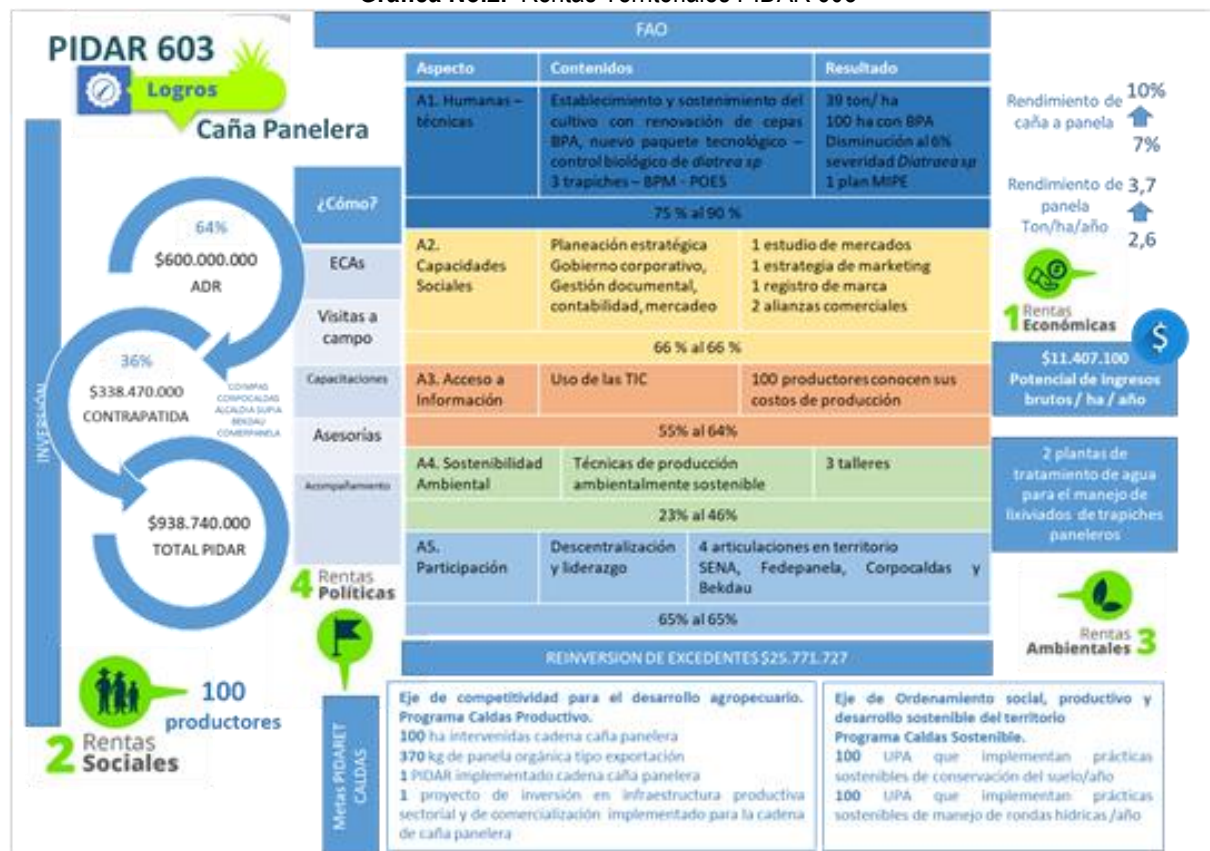 PIDAR 603
Logros
Caña Panelera
INVERSIÓN
64%
$600.000.000
ADR
36%
$338.470.000
CONTRAPATIDA
CORPOCALDAS
ALCALDIA SUPIA
BEKDAU
COMERPANELA
$938.740.000
TOTAL PIDAR
100
productores
2 Rentas
Sociales
¿Cómo?
ECAs
Visitas a
campo
Capacitaciones
Asesorías
Acompañamiento
4 Rentas
Políticas
FAO
Aspecto
Contenidos
Resultado
A1. Humanas –
técnicas
Establecimiento y sostenimiento del
cultivo con renovación de cepas
BPA, nuevo paquete tecnológico –
control biológico de diatrea sp
3 trapiches – BPM - POES
39 ton/ ha
100 ha con BPA
Disminución al 6%
severidad Diatraea sp
1 plan MIPE
75 % al 90 %
A2.
Capacidades
Sociales
Planeación estratégica
Gobierno corporativo,
Gestión documental,
contabilidad, mercadeo
1 estudio de mercados
1 estrategia de marketing
1 registro de marca
2 alianzas comerciales
66 % al 66 %
A3. Acceso a
Información
Uso de las TIC
100 productores conocen sus
costos de producción
55% al 64%
A4. Sostenibilidad
Ambiental
Técnicas de producción
ambientalmente sostenible
3 talleres
23% al 46%
A5.
Participación
Descentralización
y liderazgo
4 articulaciones en territorio
SENA, Fedepanela, Corpocaldas y
Bekdau
65% al 65%
REINVERSION DE EXCEDENTES $25.771.727
Rendimiento de
caña a panela
10%
7%
Rendimiento de
panela
Ton/ha/año
3,7
2,6
1 Rentas
Económicas
$
$11.407.100
Potencial de ingresos
brutos / ha / año
2 plantas de
tratamiento de agua
para el manejo de
lixiviados de trapiches
paneleros
Rentas
Ambientales 3
Metas PIDARET
CALDAS
Eje de competitividad para el desarrollo agropecuario.
Programa Caldas Productivo.
100 ha intervenidas cadena caña panelera
370 kg de panela orgánica tipo exportación
1 PIDAR implementado cadena caña panelera
1 proyecto de inversión en infraestructura productiva
sectorial y de comercialización implementado para la cadena
de caña panelera
Eje de Ordenamiento social, productivo y
desarrollo sostenible del territorio
Programa Caldas Sostenible.
100 UPA que implementan prácticas
sostenibles de conservación del suelo/año
100 UPA que implementan prácticas
sostenibles de manejo de rondas hídricas /año